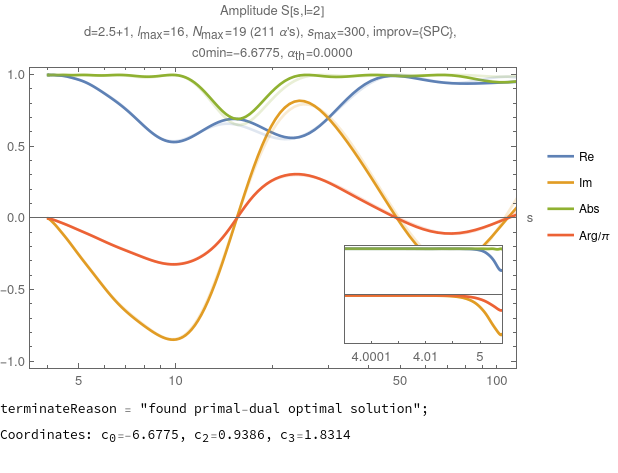 Amplitude S[s,l=2]
d=2.5+1, lmax=16, Nmax=19 (211 α's), smax=300, improv={SPC},
c0min=-6.6775, αth=0.0000
1.0
0.5
0.0
-0.5
-1.0
s
5
10
50
100
4.0001
4.01
5
Re
Im
Abs
Arg/π
terminateReason = "found primal-dual optimal solution";
Coordinates: c0=-6.6775, c2=0.9386, c3=1.8314